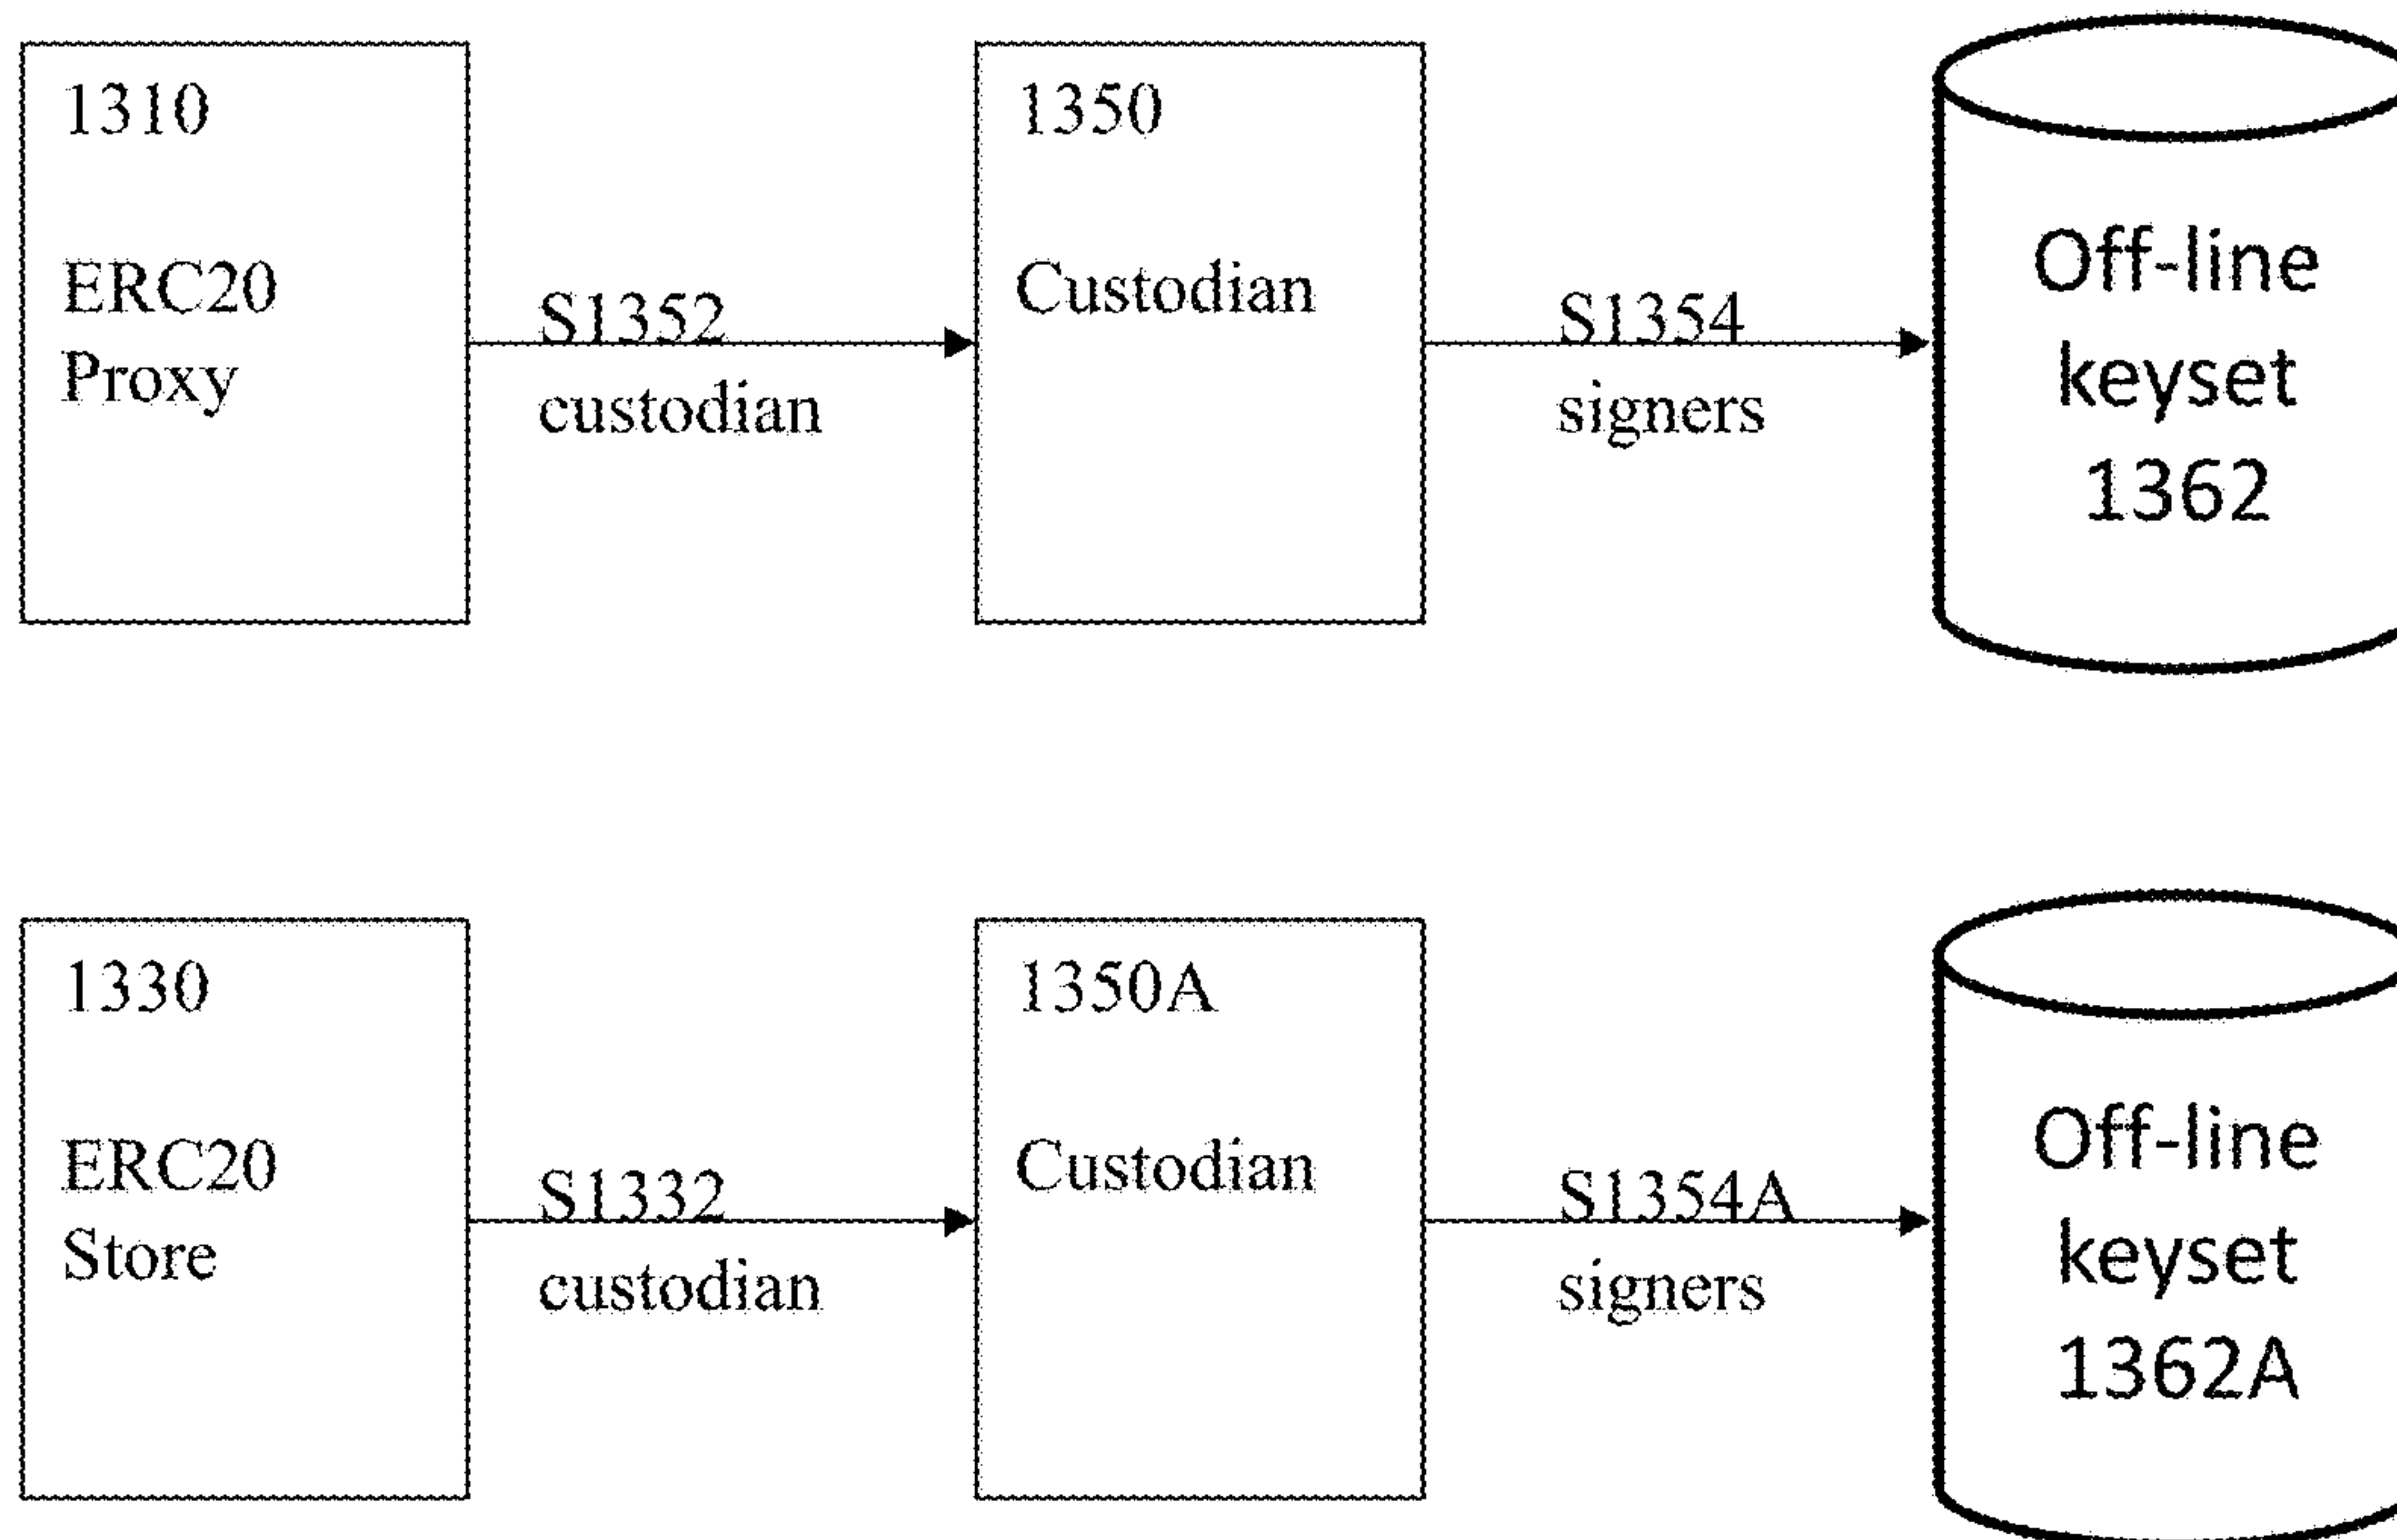 1310
ERC20
Proxy
S1352
custodian
1350
Custodian
S1354
signers
Off-line
keyset
1362
1330
ERC20
Store
S1332
custodian
1350A
Custodian
S1354A
signers
Off-line
keyset
1362A